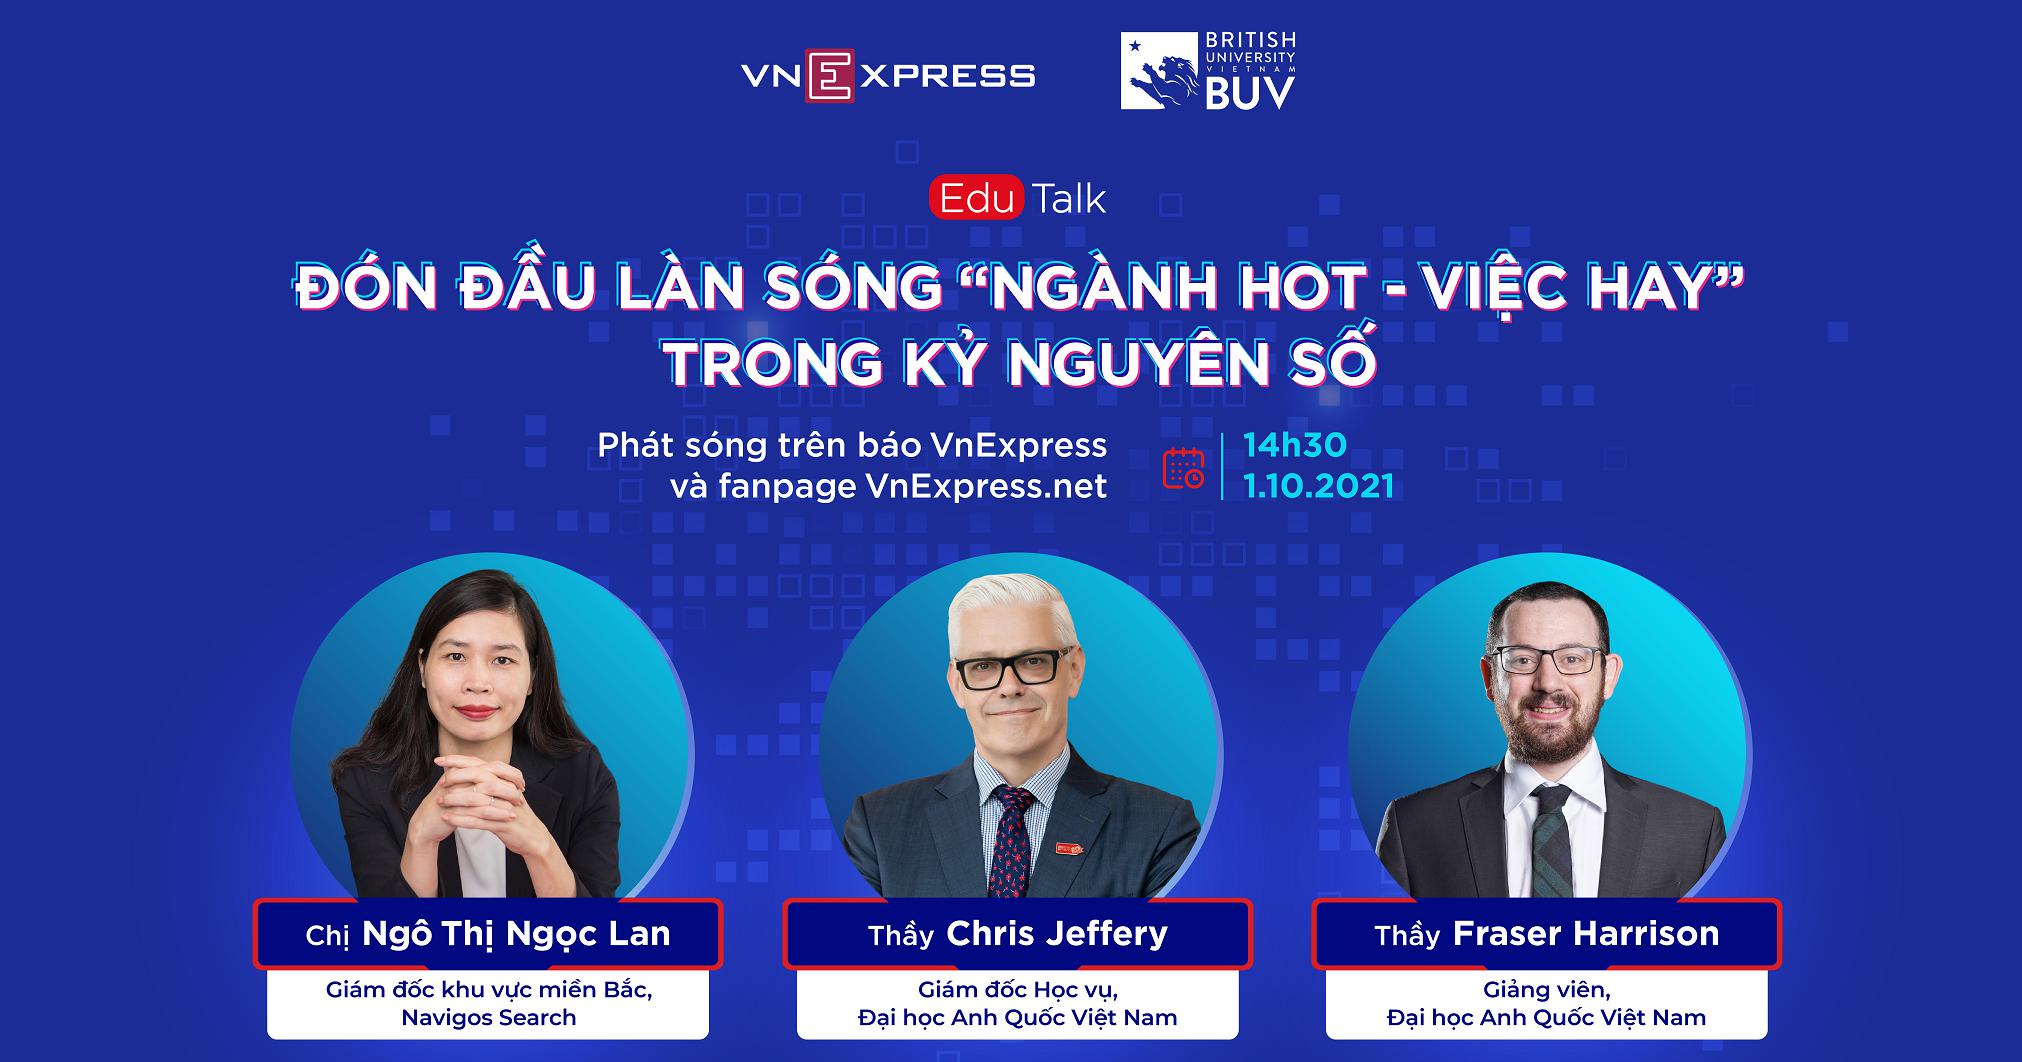 VNEXPRESS
BRITISH
UNIVERSITY
VIETNAM
BUV
Edu Talk
ĐÓN ĐẦU LÀN SÓNG “NGÀNH HOT - VIỆC HAY”
TRONG KỶ NGUYÊN SỐ
Phát sóng trên báo VnExpress
và fanpage VnExpress.net
14h30
1.10.2021
Chị Ngô Thị Ngọc Lan
Giám đốc khu vực miền Bắc,
Navigos Search
Thầy Chris Jeffery
Giám đốc Học vụ,
Đại học Anh Quốc Việt Nam
Thầy Fraser Harrison
Giảng viên,
Đại học Anh Quốc Việt Nam